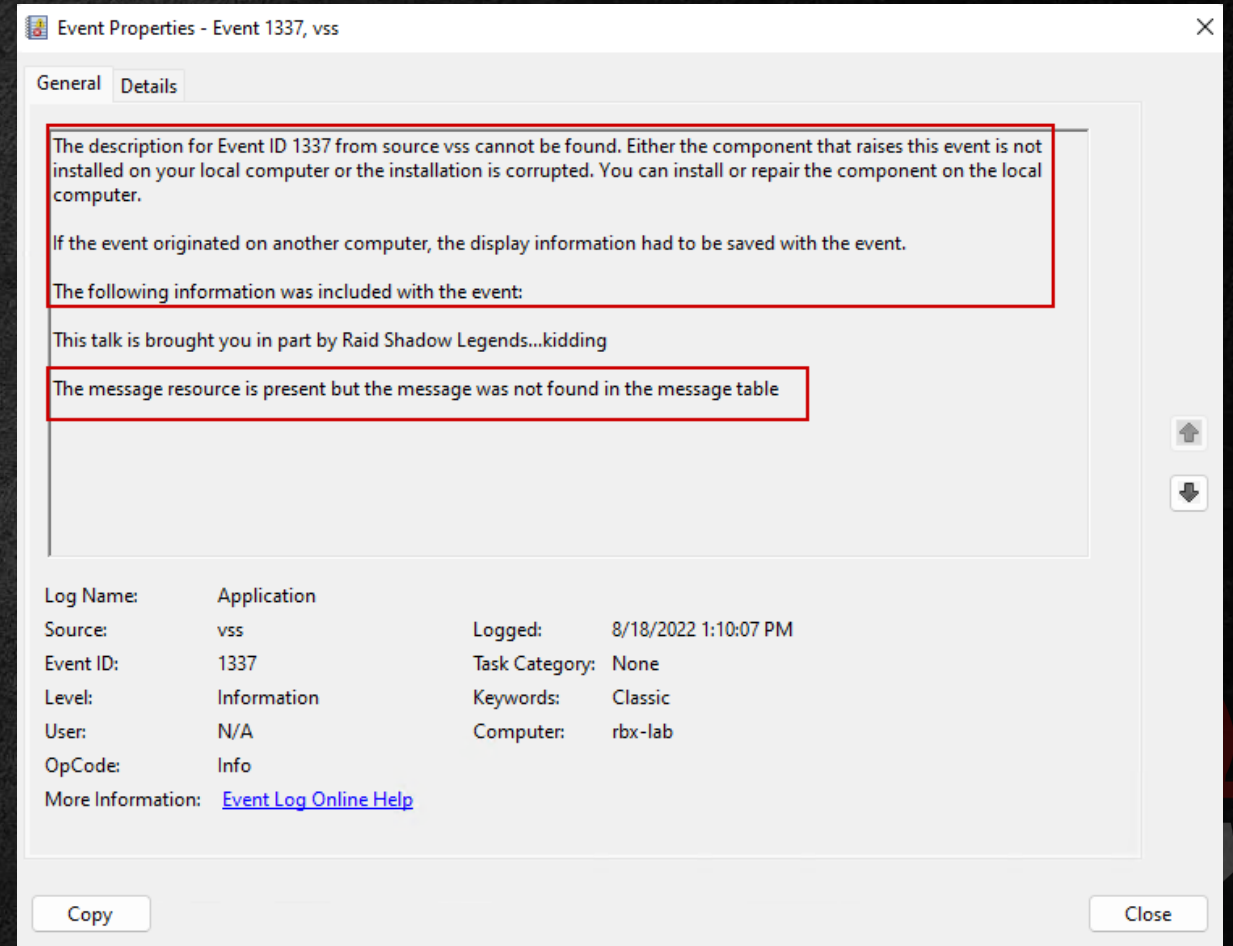 Event Properties - Event 1337, vss
General
Details
The description for Event ID 1337 from source vss cannot be found. Either the component that raises this event is not
installed on your local computer or the installation is corrupted. You can install or repair the component on the local
computer.
If the event originated on another computer, the display information had to be saved with the event.
The following information was included with the event:
This talk is brought you in part by Raid Shadow Legends...kidding
The message resource is present but the message was not found in the message table
Log Name: Application
Source: vss Logged: 8/18/2022 1:10:07 PM
Event ID: 1337 Task Category: None
Level: Information Keywords: Classic
User: N/A Computer: rbx-lab
OpCode: Info
More Information: Event Log Online Help
Copy
Close